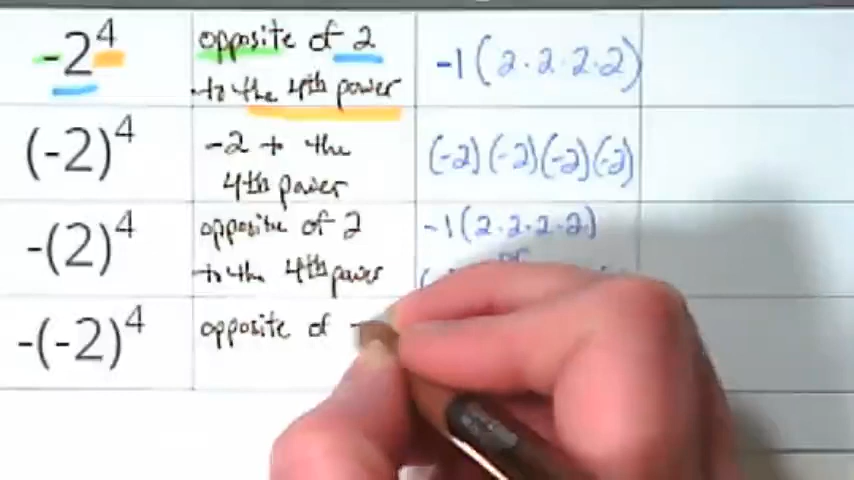 -2⁴
opposite of 2
to the 4th power
-1(2·2·2·2)
(-2)⁴
-2 to the
4th power
(-2)(-2)(-2)(-2)
-(2)⁴
opposite of 2
to the 4th power
-1(2·2·2·2)
or
-(-2)⁴
opposite of -